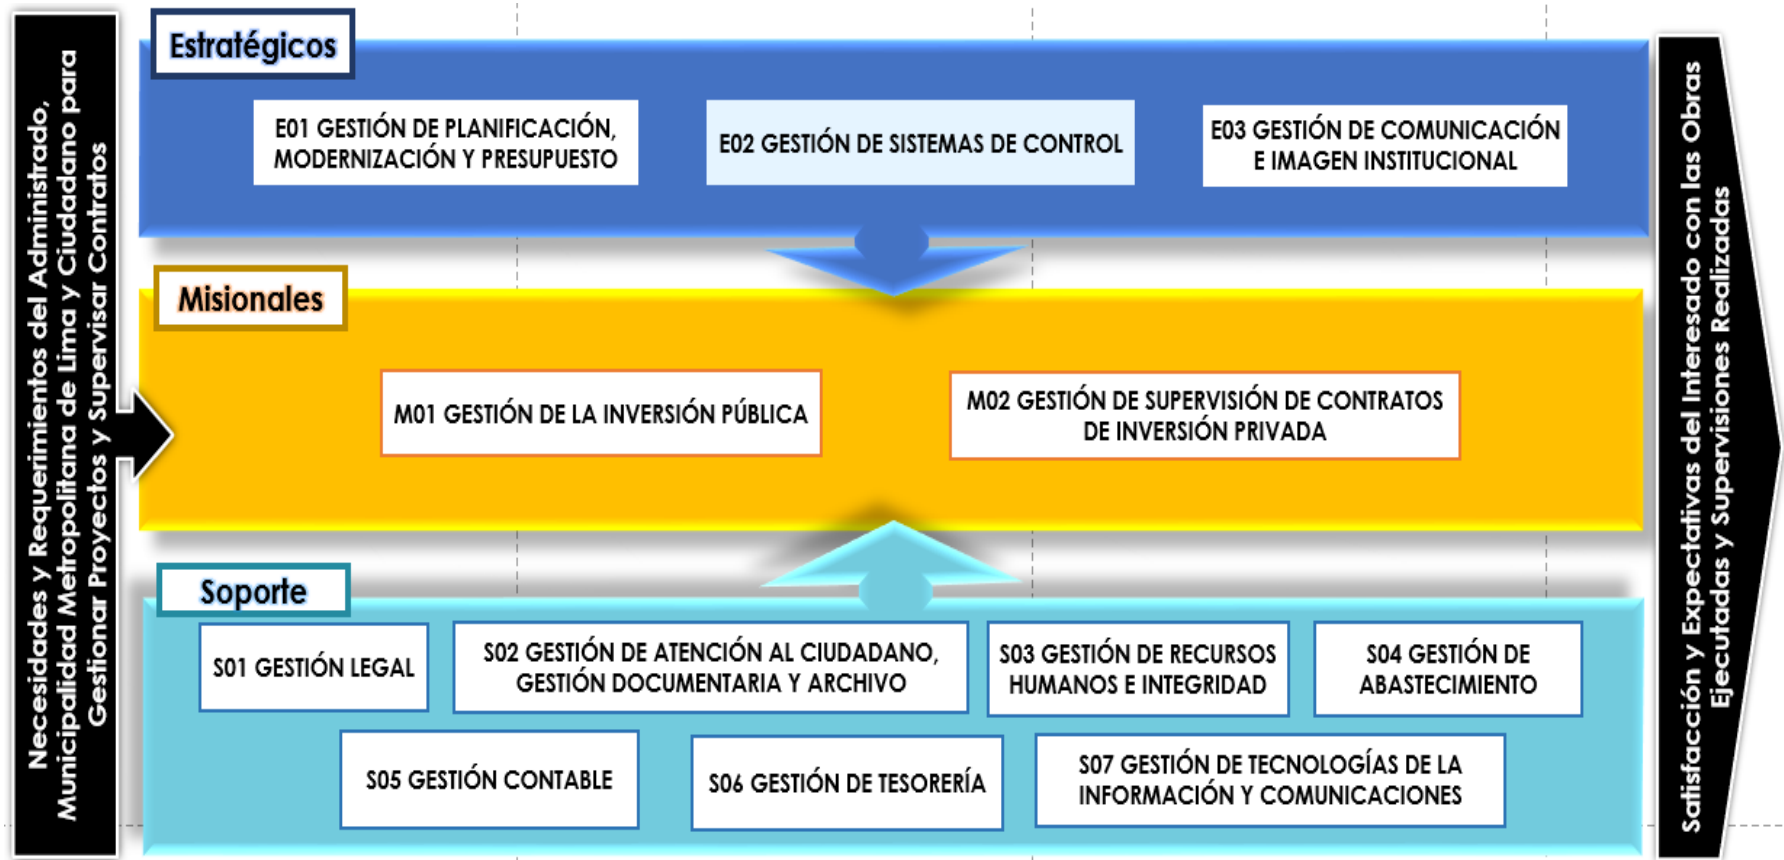 Necesidades y Requerimientos del Administrado,
Municipalidad Metropolitana de Lima y Ciudadano para
Gestionar Proyectos y Supervisar Contratos
Estratégicos
E01 GESTIÓN DE PLANIFICACIÓN,
MODERNIZACIÓN Y PRESUPUESTO
E02 GESTIÓN DE SISTEMAS DE CONTROL
E03 GESTIÓN DE COMUNICACIÓN
E IMAGEN INSTITUCIONAL
Misionales
M01 GESTIÓN DE LA INVERSIÓN PÚBLICA
M02 GESTIÓN DE SUPERVISIÓN DE CONTRATOS
DE INVERSIÓN PRIVADA
Soporte
S01 GESTIÓN LEGAL
S02 GESTIÓN DE ATENCIÓN AL CIUDADANO,
GESTIÓN DOCUMENTARIA Y ARCHIVO
S03 GESTIÓN DE RECURSOS
HUMANOS E INTEGRIDAD
S04 GESTIÓN DE
ABASTECIMIENTO
S05 GESTIÓN CONTABLE
S06 GESTIÓN DE TESORERÍA
S07 GESTIÓN DE TECNOLOGÍAS DE LA
INFORMACIÓN Y COMUNICACIONES
Satisfacción y Expectativas del Interesado con las Obras
Ejecutadas y Supervisiones Realizadas